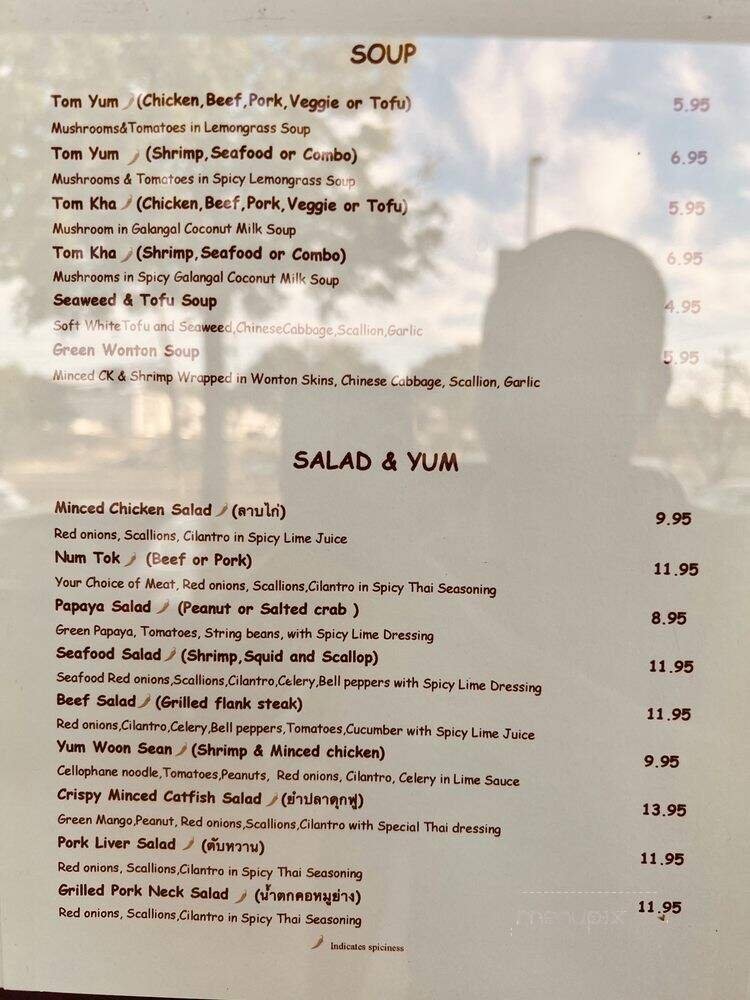 SOUP
Tom Yum (Chicken,Beef,Pork,Veggie or Tofu) 5.95
Mushrooms&Tomatoes in Lemongrass Soup
Tom Yum (Shrimp,Seafood or Combo) 6.95
Mushrooms & Tomatoes in Spicy Lemongrass Soup
Tom Kha (Chicken,Beef,Pork,Veggie or Tofu) 5.95
Mushroom in Galangal Coconut Milk Soup
Tom Kha (Shrimp,Seafood or Combo) 6.95
Mushrooms in Spicy Galangal Coconut Milk Soup
Seaweed & Tofu Soup 4.95
Soft WhiteTofu and Seaweed,ChineseCabbage,Scallion,Garlic
Green Wonton Soup 5.95
Minced CK & Shrimp Wrapped in Wonton Skins, Chinese Cabbage, Scallion, Garlic
SALAD & YUM
Minced Chicken Salad (ลาบไก่) 9.95
Red onions, Scallions, Cilantro in Spicy Lime Juice
Num Tok (Beef or Pork) 11.95
Your Choice of Meat, Red onions, Scallions,Cilantro in Spicy Thai Seasoning
Papaya Salad (Peanut or Salted crab ) 8.95
Green Papaya, Tomatoes, String beans, with Spicy Lime Dressing
Seafood Salad (Shrimp,Squid and Scallop) 11.95
Seafood Red onions,Scallions,Cilantro,Celery,Bell peppers with Spicy Lime Dressing
Beef Salad (Grilled flank steak) 11.95
Red onions,Cilantro,Celery,Bell peppers,Tomatoes,Cucumber with Spicy Lime Juice
Yum Woon Sean (Shrimp & Minced chicken) 9.95
Cellophane noodle,Tomatoes,Peanuts, Red onions, Cilantro, Celery in Lime Sauce
Crispy Minced Catfish Salad (ยำปลาดุกฟู) 13.95
Green Mango,Peanut, Red onions,Scallions,Cilantro with Special Thai dressing
Pork Liver Salad (ตับหวาน) 11.95
Red onions, Scallions,Cilantro in Spicy Thai Seasoning
Grilled Pork Neck Salad (น้ำตกคอหมูย่าง) 11.95
Red onions, Scallions,Cilantro in Spicy Thai Seasoning
Indicates spiciness
menupix